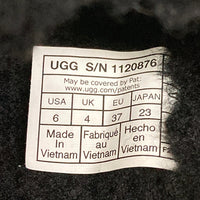 UGG S/N 1120876
May be covered by Pat:
www.ugg.com/patents
USA UK EU JAPAN
6 4 37 23
Made Fabriqué Hecho
In au en
Vietnam Vietnam Vietnam